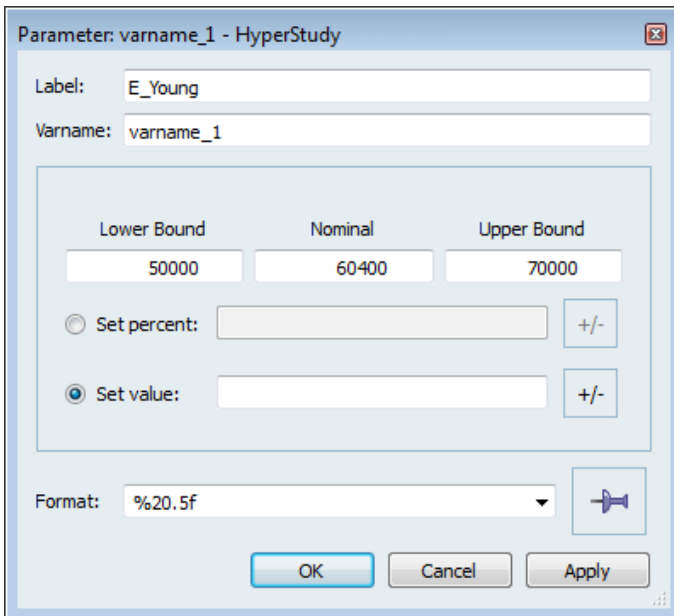 Parameter: varname_1 - HyperStudy
Label: E_Young
Varname: varname_1
Lower Bound Nominal Upper Bound
50000 60400 70000
Set percent: +/-
Set value: +/-
Format: %20.5f
OK Cancel Apply